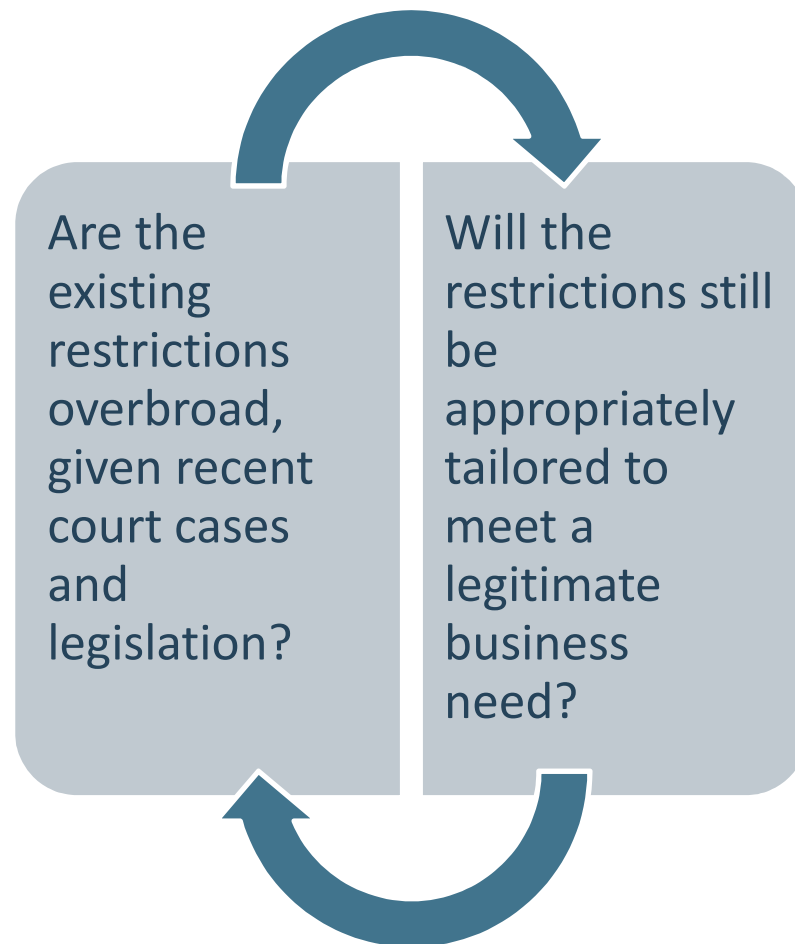 Are the
existing
restrictions
overbroad,
given recent
court cases
and
legislation?
Will the
restrictions still
be
appropriately
tailored to
meet a
legitimate
business
need?